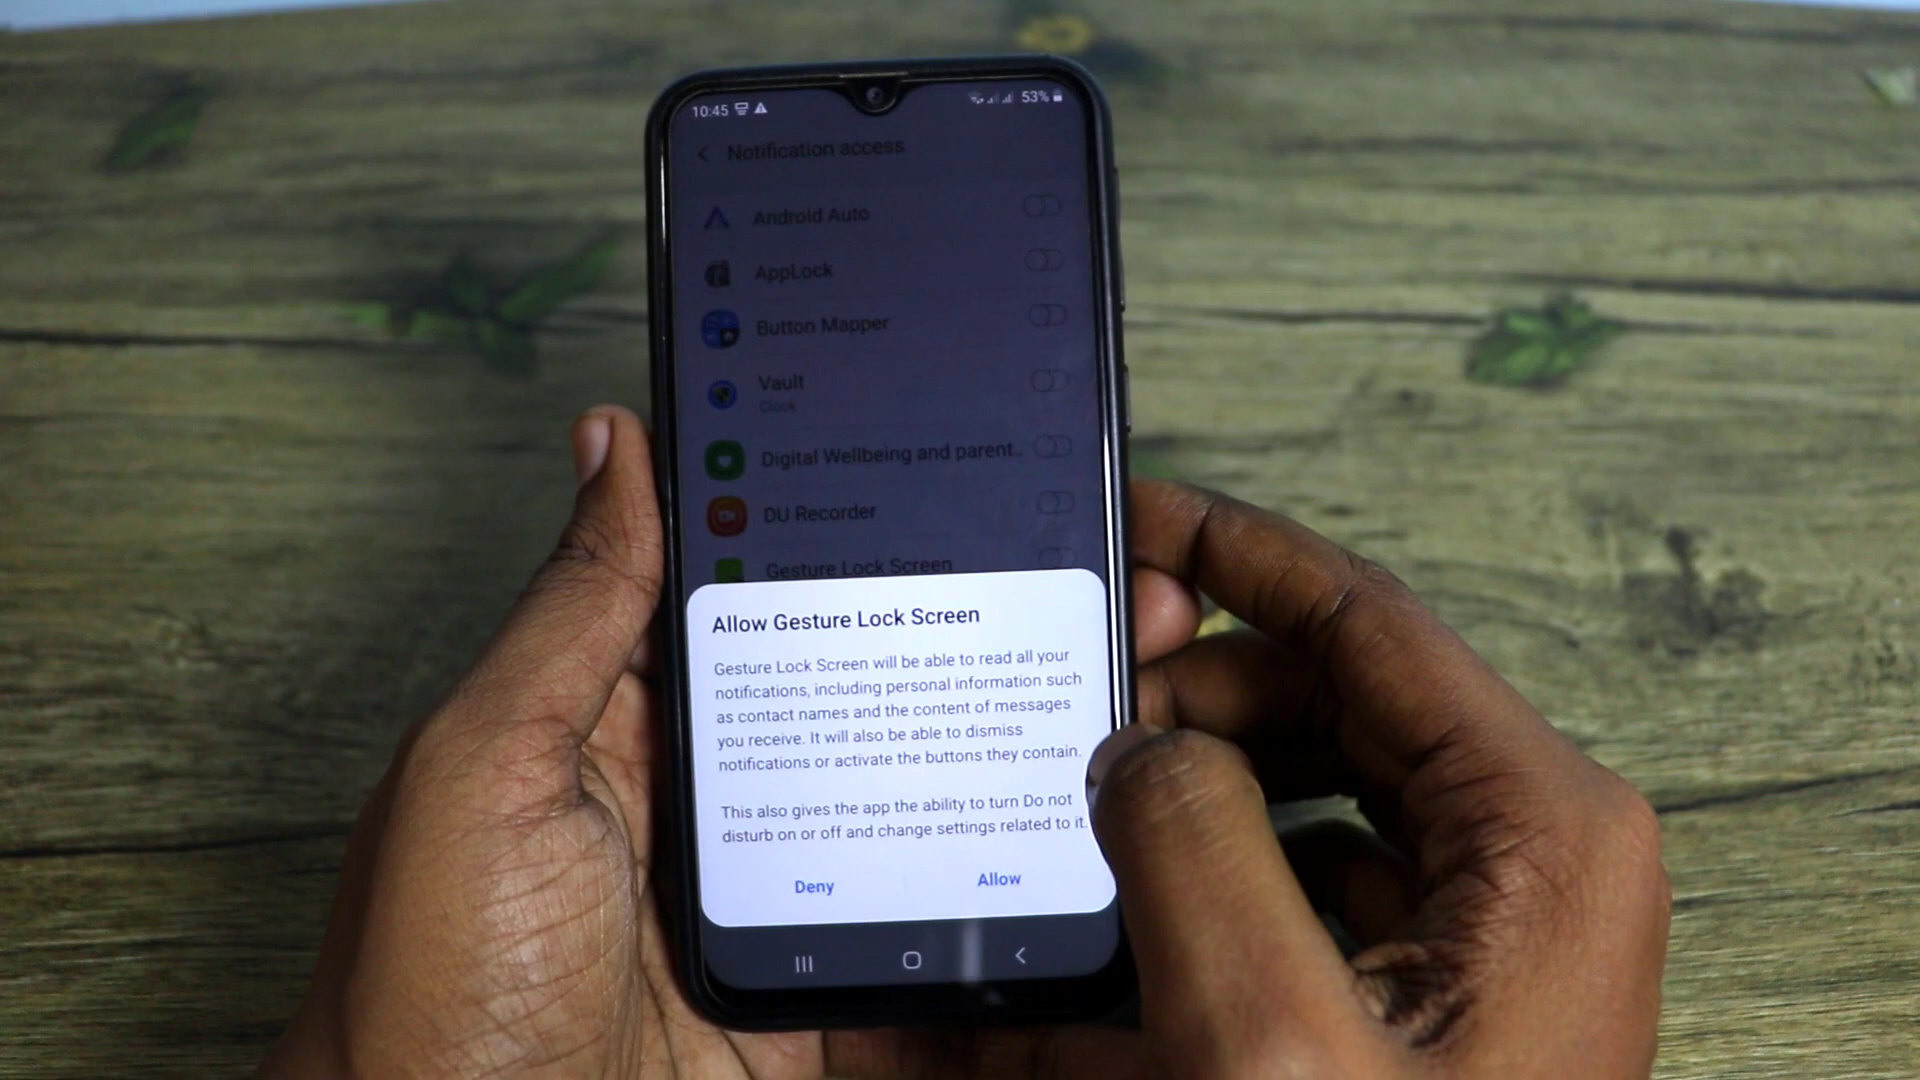 10:45 53%
Notification access
Android Auto
AppLock
Button Mapper
Vault
Clock
Digital Wellbeing and parent..
DU Recorder
Gesture Lock Screen
Allow Gesture Lock Screen
Gesture Lock Screen will be able to read all your
notifications, including personal information such
as contact names and the content of messages
you receive. It will also be able to dismiss
notifications or activate the buttons they contain.
This also gives the app the ability to turn Do not
disturb on or off and change settings related to it.
Deny Allow